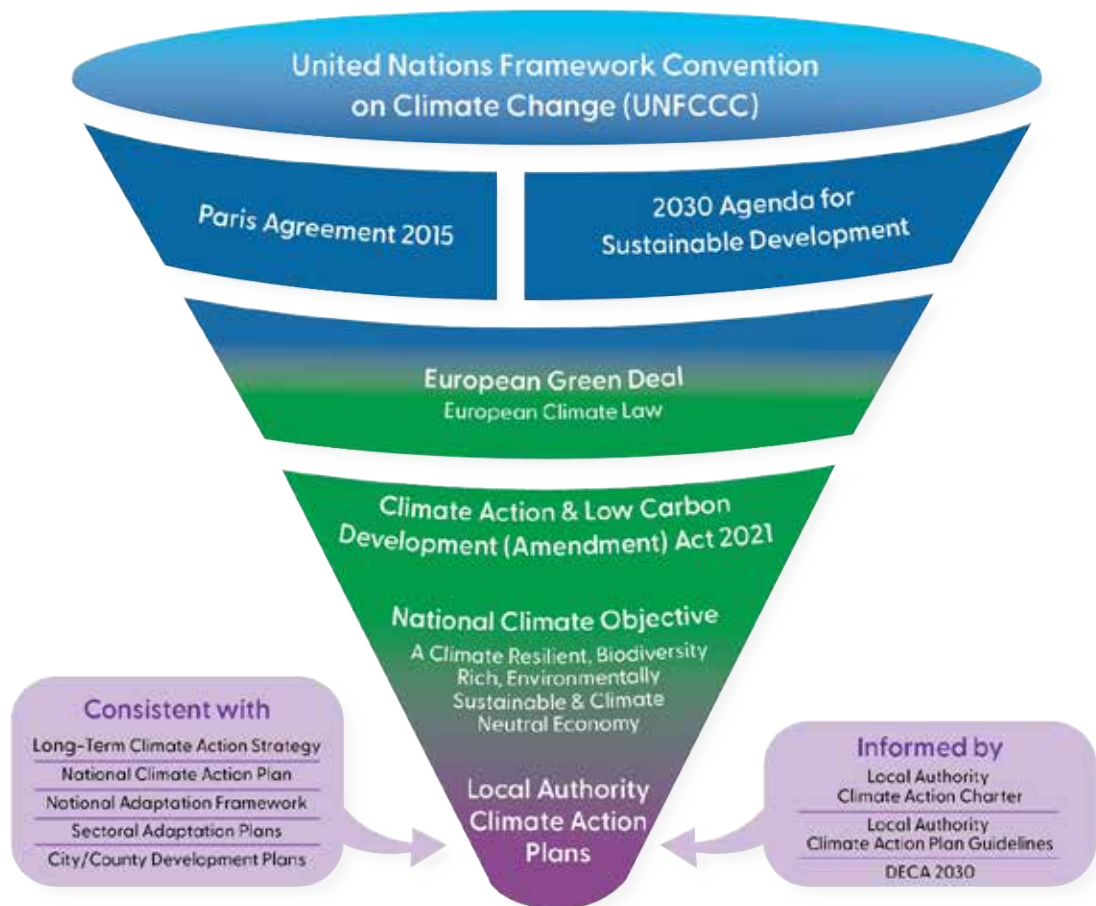 United Nations Framework Convention
on Climate Change (UNFCCC)
Paris Agreement 2015
2030 Agenda for
Sustainable Development
European Green Deal
European Climate Law
Climate Action & Low Carbon
Development (Amendment) Act 2021
National Climate Objective
A Climate Resilient, Biodiversity
Rich, Environmentally
Sustainable & Climate
Neutral Economy
Consistent with
Long-Term Climate Action Strategy
National Climate Action Plan
National Adaptation Framework
Sectoral Adaptation Plans
City/County Development Plans
Local Authority
Climate Action
Plans
Informed by
Local Authority
Climate Action Charter
Local Authority
Climate Action Plan Guidelines
DECA 2030